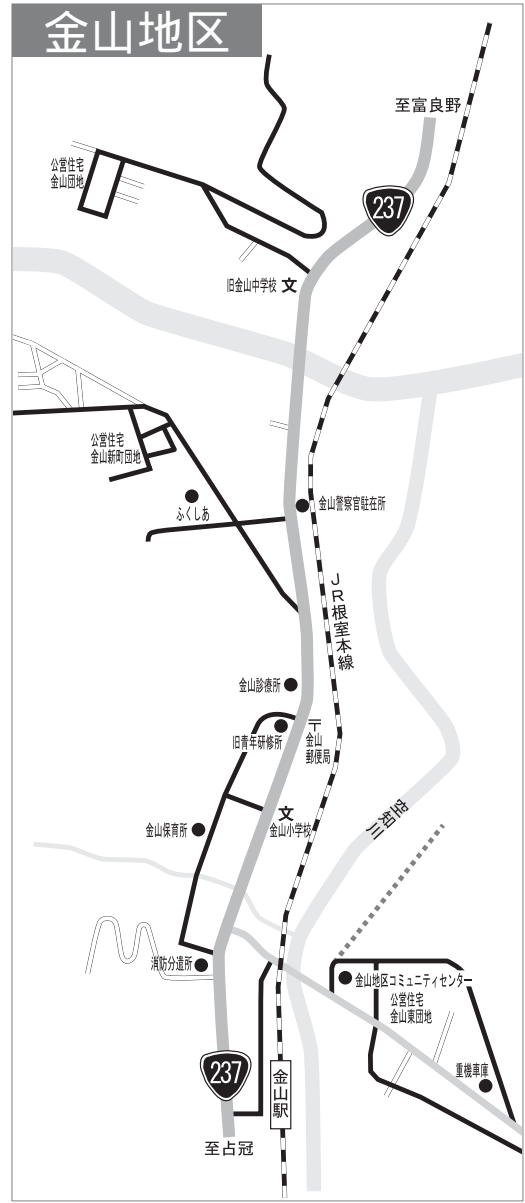 金山地区
至富良野
公営住宅
金山団地
237
旧金山中学校 文
公営住宅
金山新町団地
ふくしあ
金山警察官駐在所
JR根室本線
金山診療所
旧青年研修所
〒
金山
郵便局
文
金山小学校
金山保育所
空知川
消防分遣所
金山地区コミュニティセンター
公営住宅
金山東団地
重機車庫
237
金山駅
至占冠